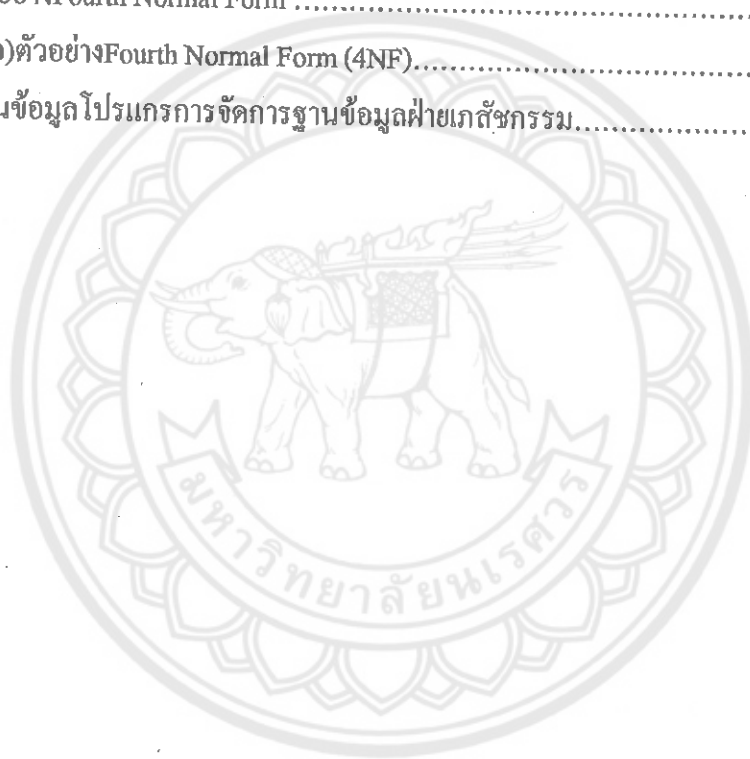 Fourth Normal Form ..........................................................
)ตัวอย่างFourth Normal Form (4NF)..........................................
ข้อมูลโปรแกรการจัดการฐานข้อมูลฝ่ายเภสัชกรรม....................
มหาวิทยาลัยนเรศวร